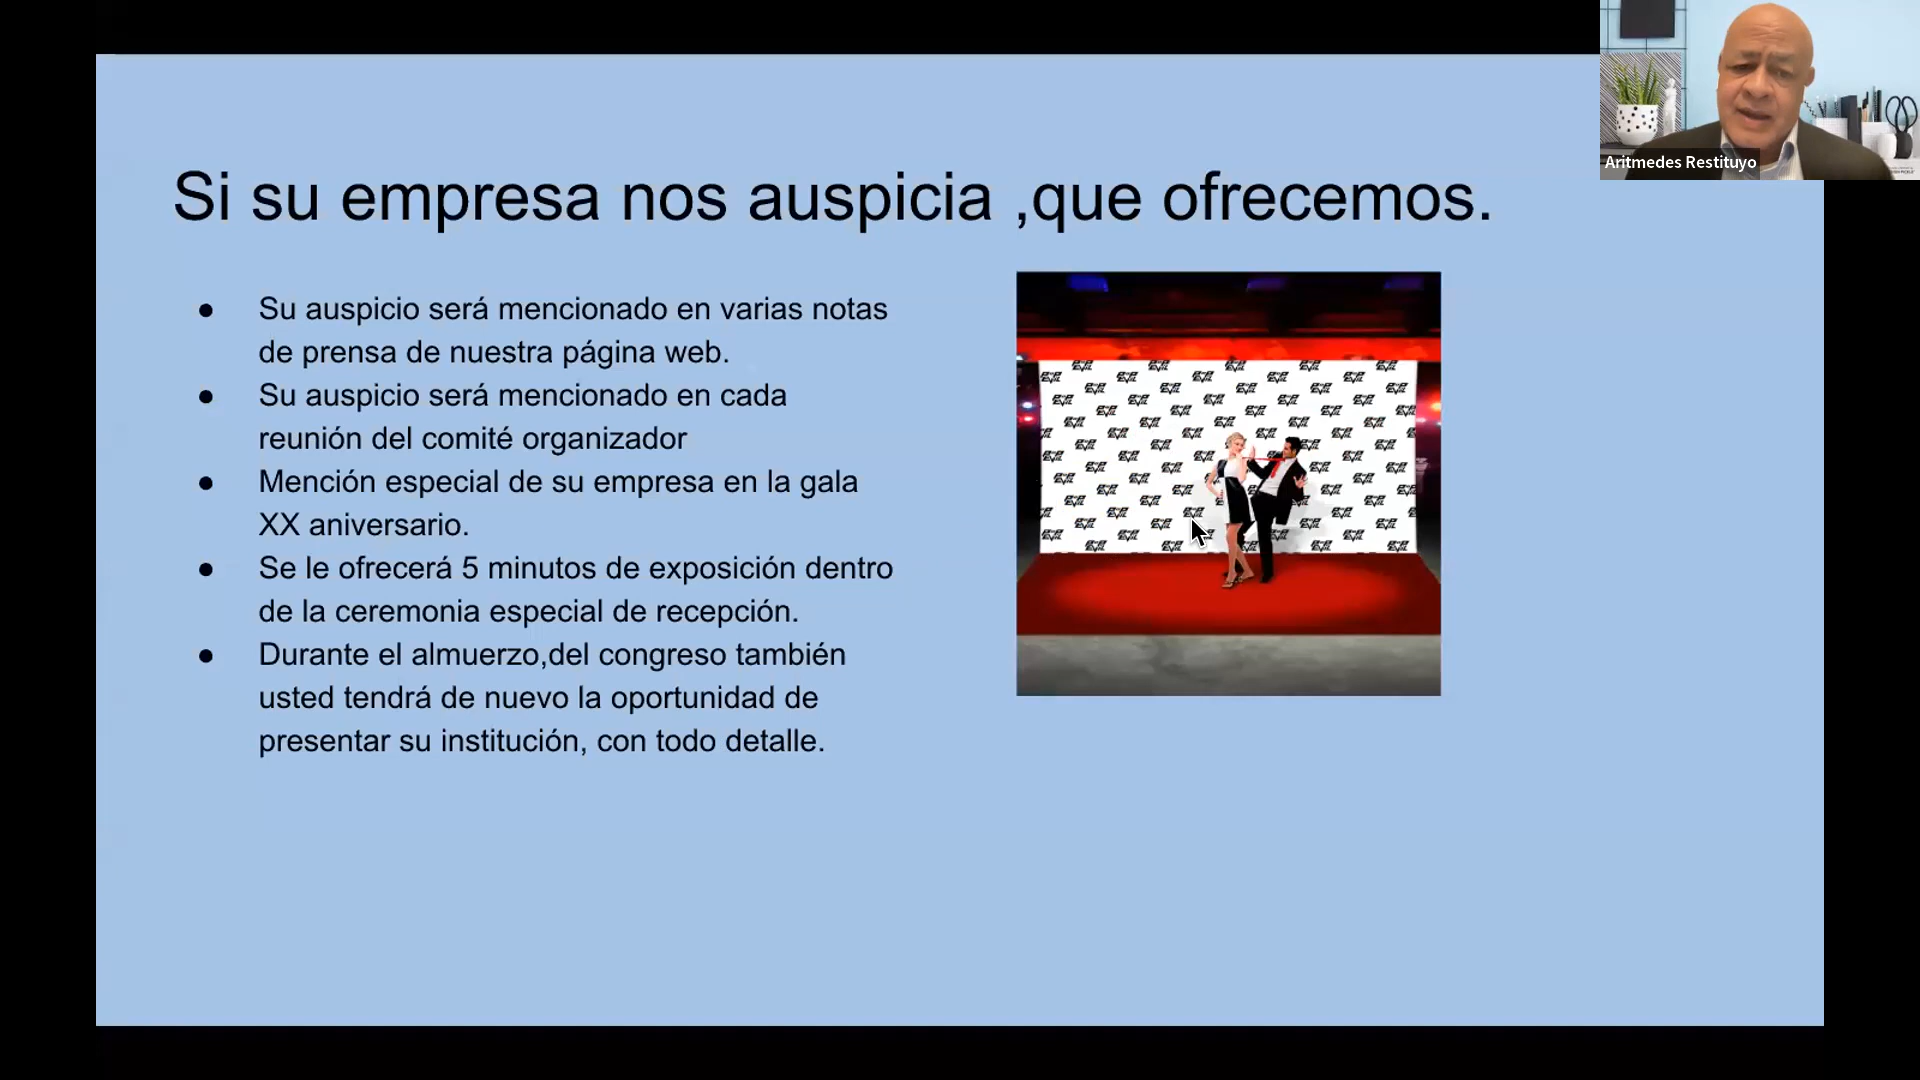 Aritmedes Restituyo
Si su empresa nos auspicia ,que ofrecemos.
● Su auspicio será mencionado en varias notas
de prensa de nuestra página web.
● Su auspicio será mencionado en cada
reunión del comité organizador
● Mención especial de su empresa en la gala
XX aniversario.
● Se le ofrecerá 5 minutos de exposición dentro
de la ceremonia especial de recepción.
● Durante el almuerzo,del congreso también
usted tendrá de nuevo la oportunidad de
presentar su institución, con todo detalle.